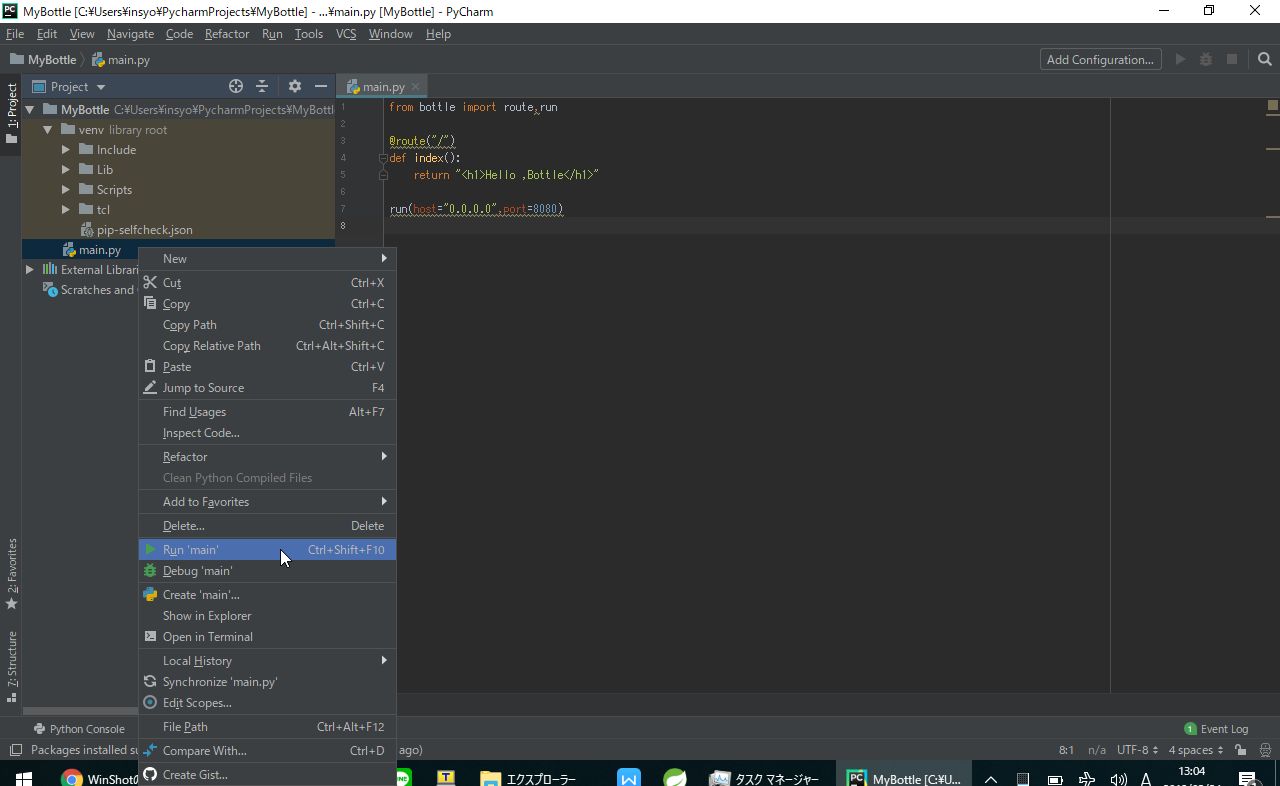 MyBottle [C:¥Users¥insyo¥PycharmProjects¥MyBottle] - ...¥main.py [MyBottle] - PyCharm
File Edit View Navigate Code Refactor Run Tools VCS Window Help
MyBottle main.py Add Configuration...
1: Project
Project
main.py
MyBottle C:¥Users¥insyo¥PycharmProjects¥MyBottl
venv library root
Include
Lib
Scripts
tcl
pip-selfcheck.json
main.py
External Librari
Scratches and
1 from bottle import route,run
2
3 @route("/")
4 def index():
5 return "<h1>Hello ,Bottle</h1>"
6
7 run(host="0.0.0.0",port=8080)
8
New
Cut Ctrl+X
Copy Ctrl+C
Copy Path Ctrl+Shift+C
Copy Relative Path Ctrl+Alt+Shift+C
Paste Ctrl+V
Jump to Source F4
Find Usages Alt+F7
Inspect Code...
Refactor
Clean Python Compiled Files
Add to Favorites
Delete... Delete
Run 'main' Ctrl+Shift+F10
Debug 'main'
Create 'main'...
Show in Explorer
Open in Terminal
Local History
Synchronize 'main.py'
Edit Scopes...
File Path Ctrl+Alt+F12
Compare With... Ctrl+D
Create Gist...
2: Favorites
7: Structure
Python Console
1 Event Log
Packages installed su
ago)
8:1 n/a UTF-8 4 spaces
WinShot
エクスプローラー
タスク マネージャー
MyBottle [C:¥U...
A
13:04